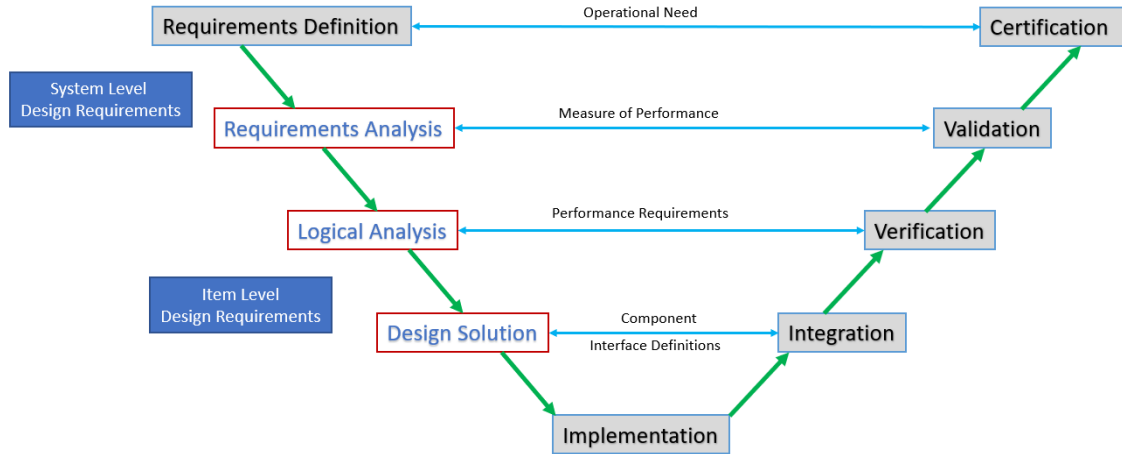 Requirements Definition
Operational Need
Certification
System Level
Design Requirements
Requirements Analysis
Measure of Performance
Validation
Logical Analysis
Performance Requirements
Verification
Item Level
Design Requirements
Design Solution
Component
Interface Definitions
Integration
Implementation